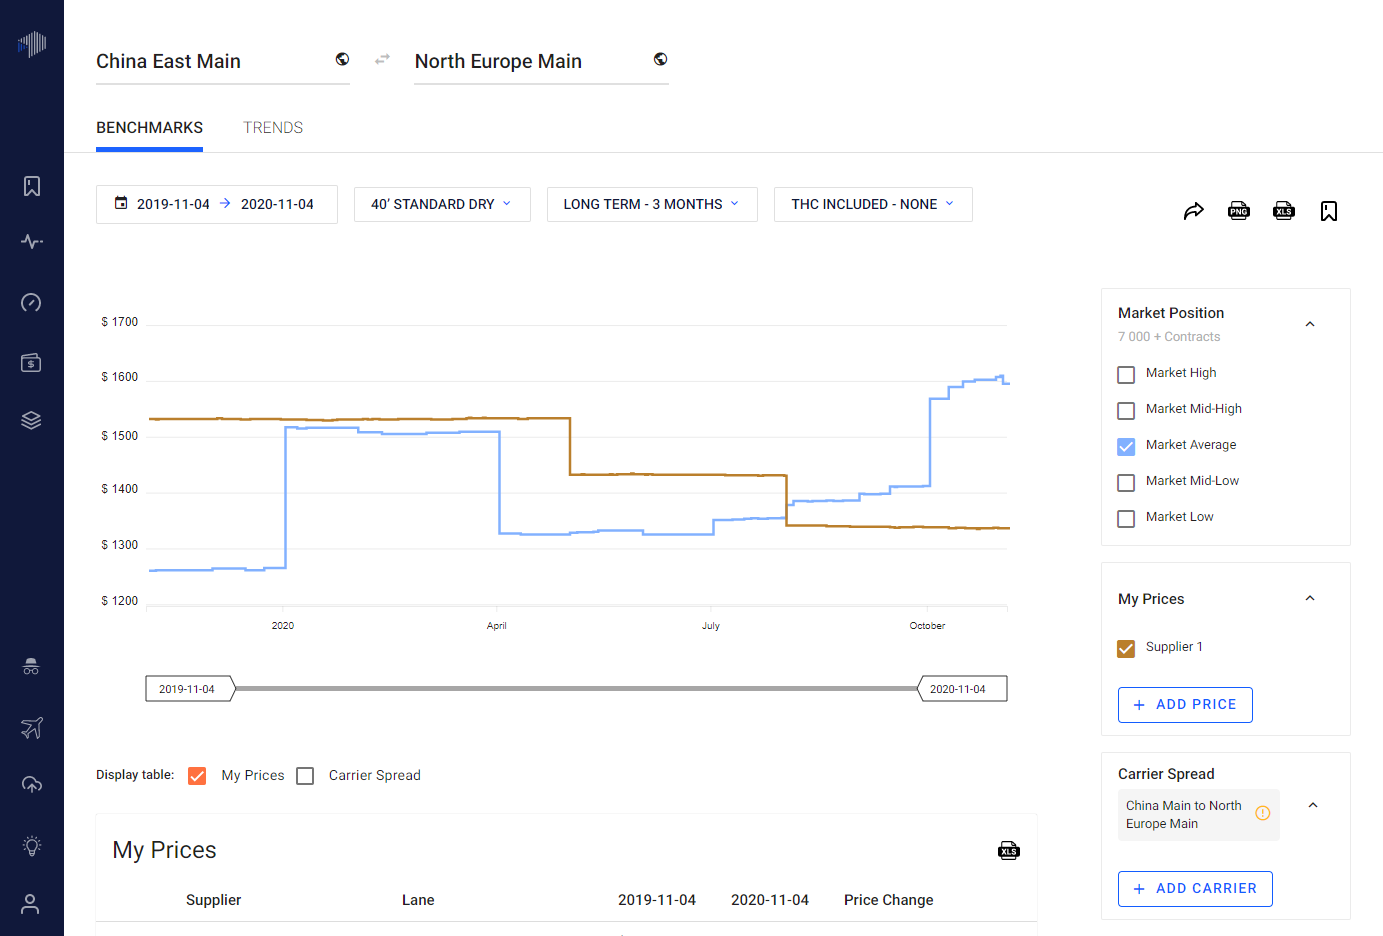 China East Main
North Europe Main
BENCHMARKS
TRENDS
2019-11-04 → 2020-11-04
40’ STANDARD DRY
LONG TERM - 3 MONTHS
THC INCLUDED - NONE
PNG
XLS
$ 1700
$ 1600
$ 1500
$ 1400
$ 1300
$ 1200
2020
April
July
October
2019-11-04
2020-11-04
Market Position
7 000 + Contracts
Market High
Market Mid-High
Market Average
Market Mid-Low
Market Low
My Prices
Supplier 1
+ ADD PRICE
Carrier Spread
China Main to North
Europe Main
+ ADD CARRIER
Display table:
My Prices
Carrier Spread
My Prices
XLS
Supplier
Lane
2019-11-04
2020-11-04
Price Change